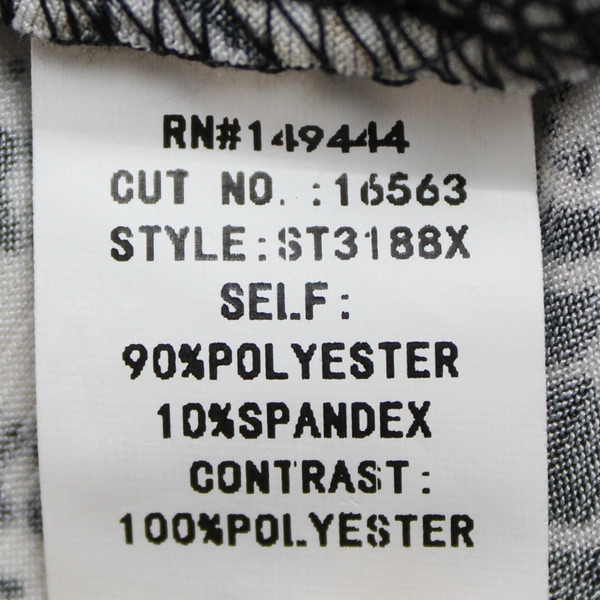 RN#149444
CUT NO. :16563
STYLE:ST3188X
SELF:
90%POLYESTER
10%SPANDEX
CONTRAST:
100%POLYESTER